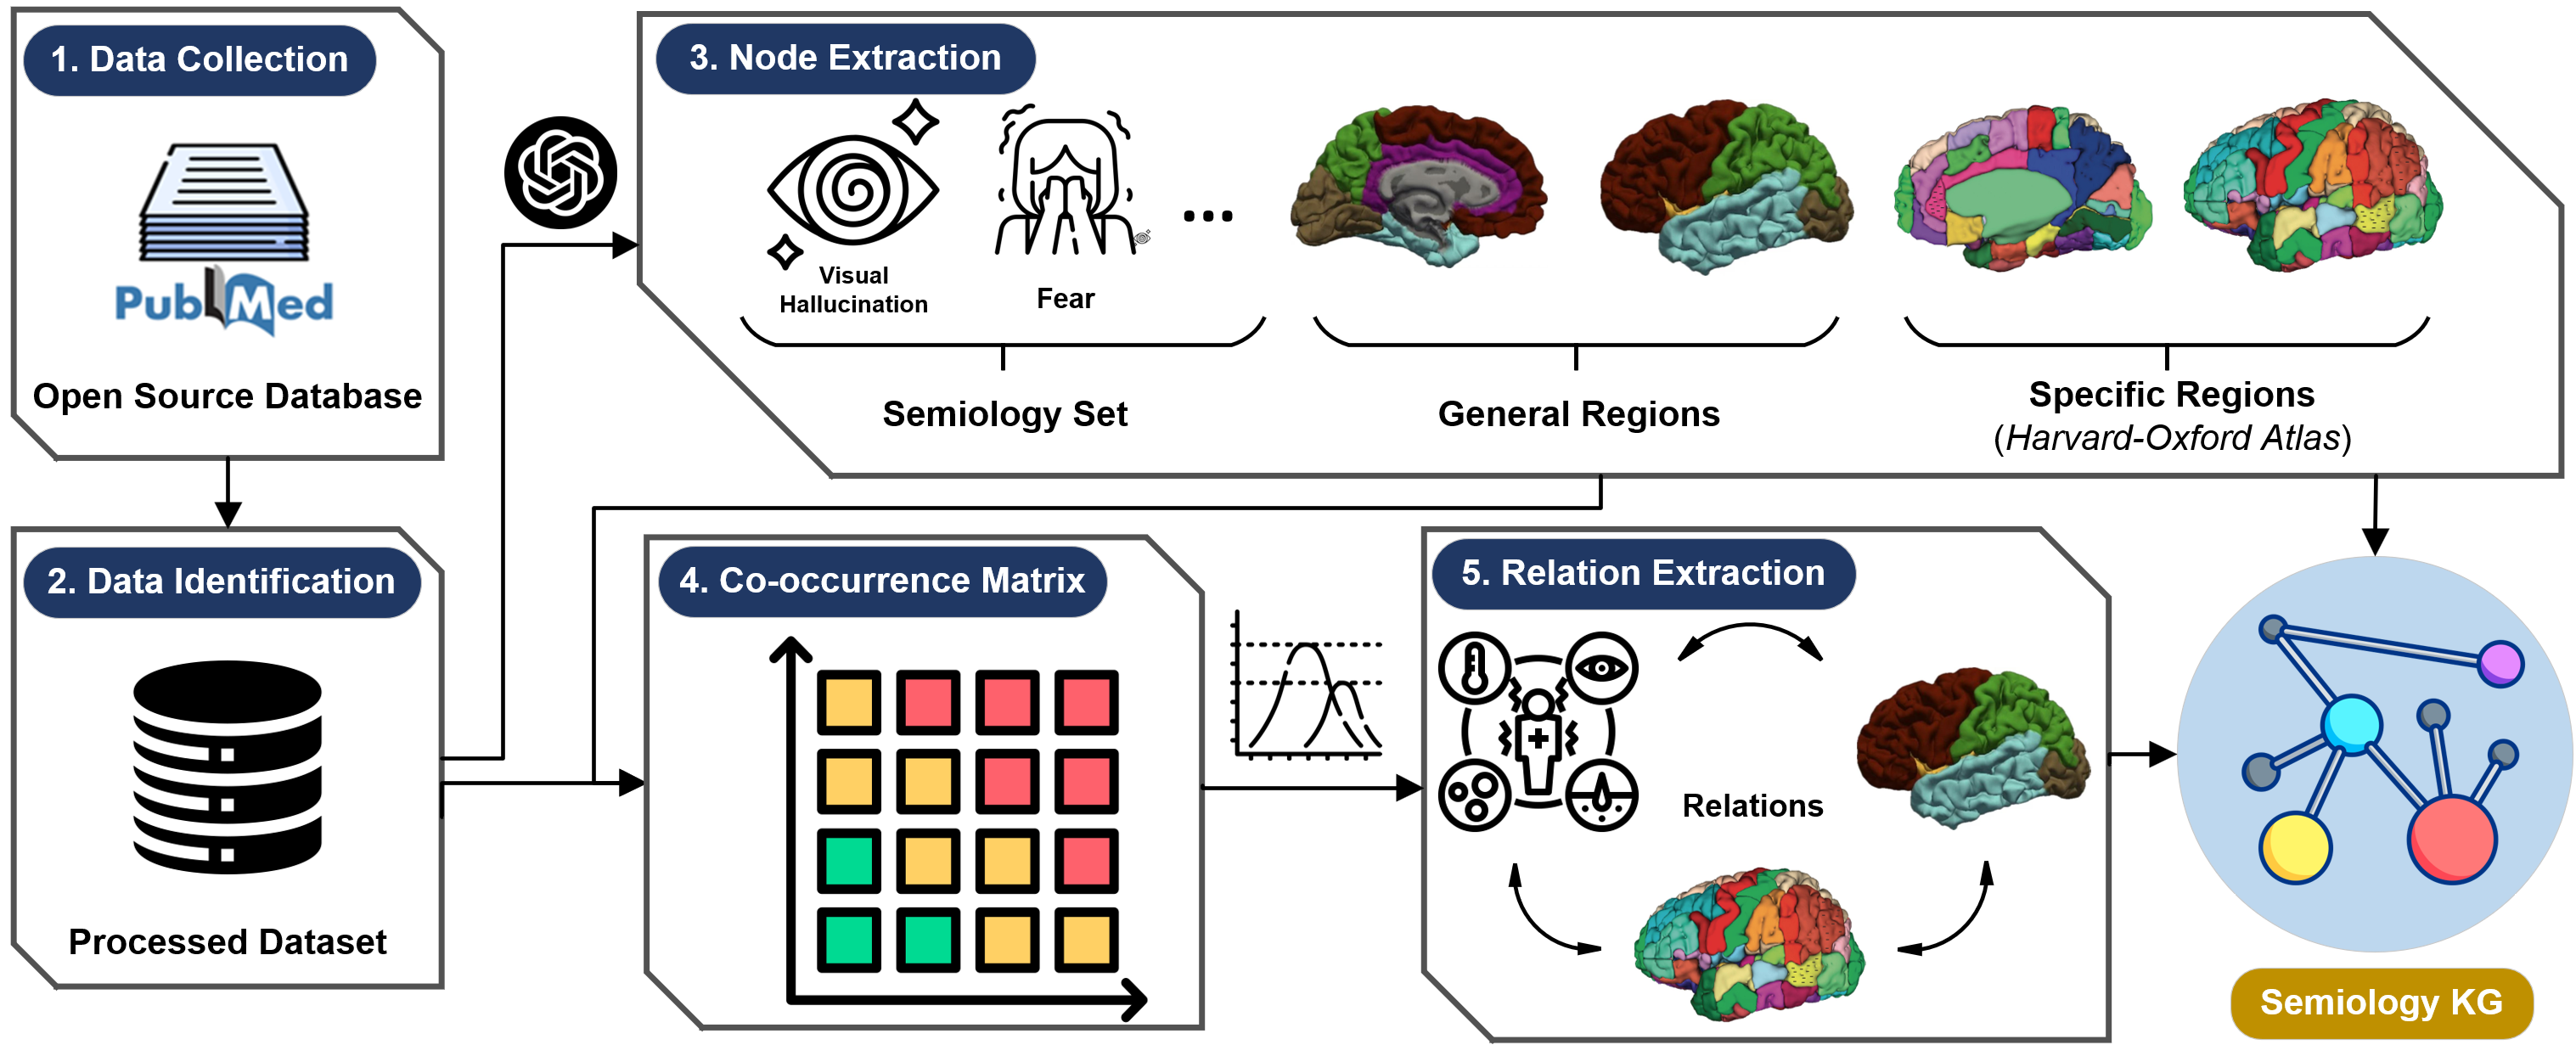 1. Data Collection
PubMed
Open Source Database
2. Data Identification
Processed Dataset
3. Node Extraction
Visual
Hallucination
Fear
...
Semiology Set
General Regions
Specific Regions
(Harvard-Oxford Atlas)
4. Co-occurrence Matrix
5. Relation Extraction
Relations
Semiology KG